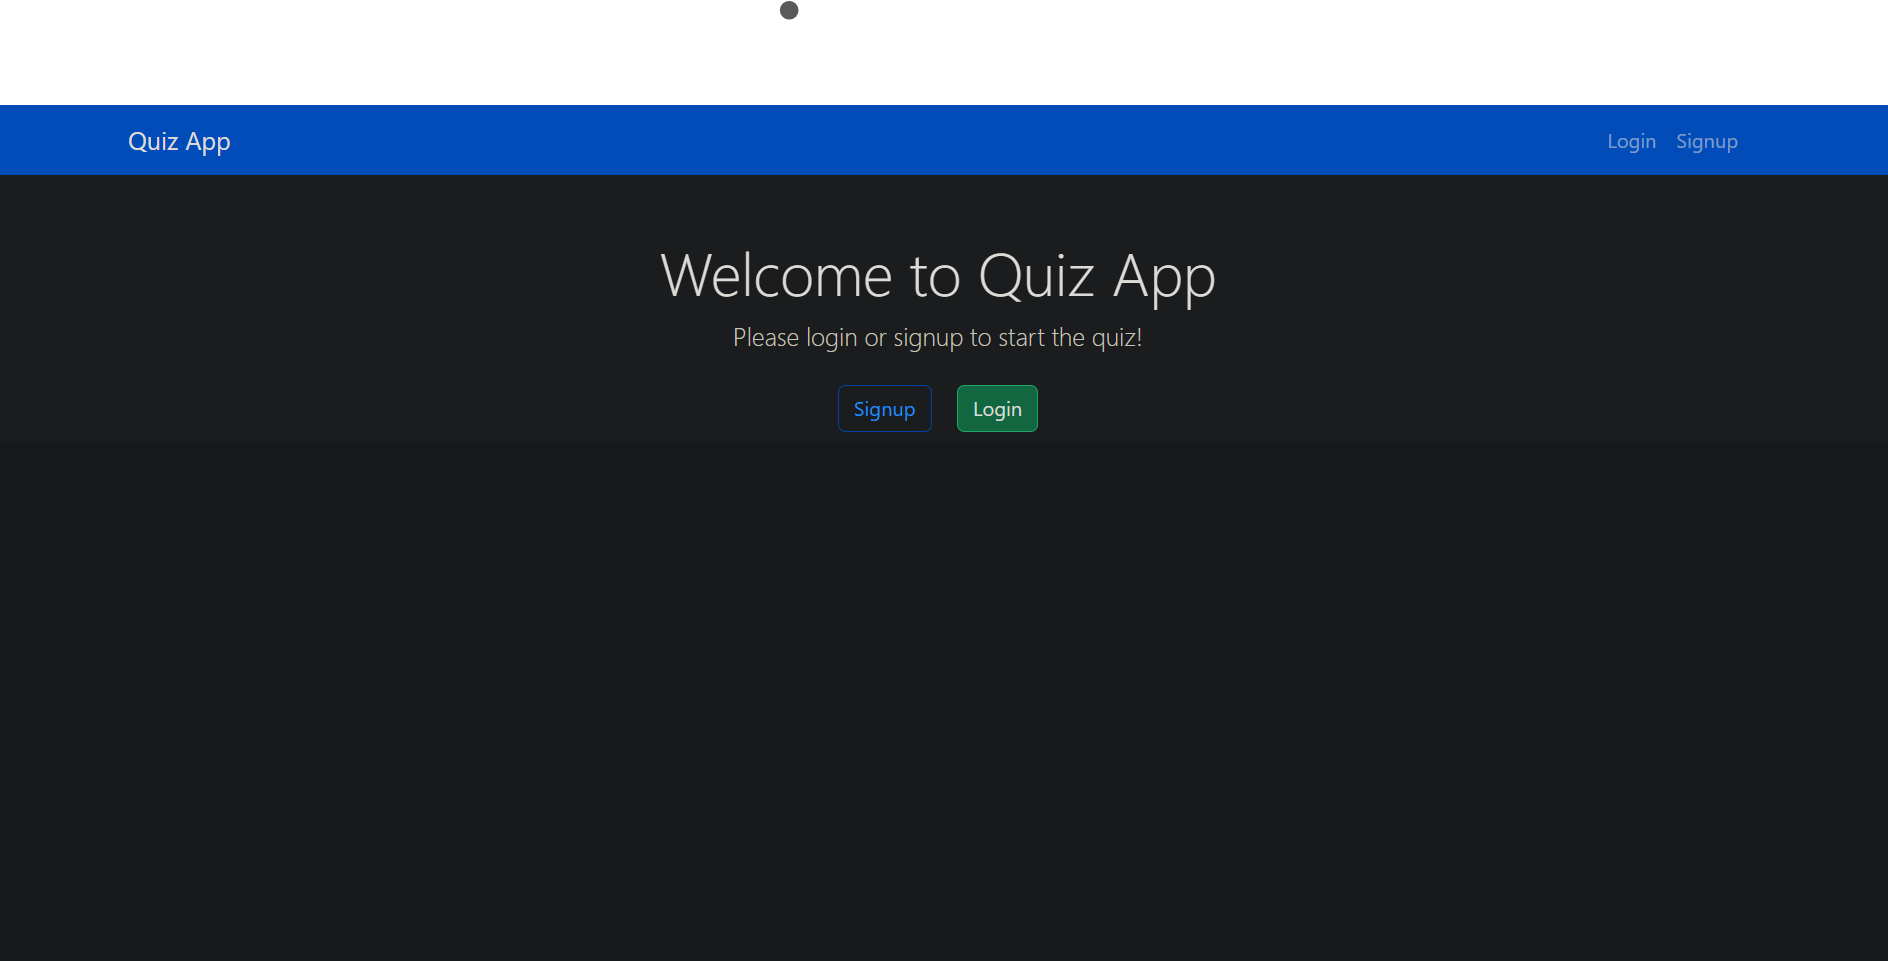 Quiz App
Login Signup
Welcome to Quiz App
Please login or signup to start the quiz!
Signup Login